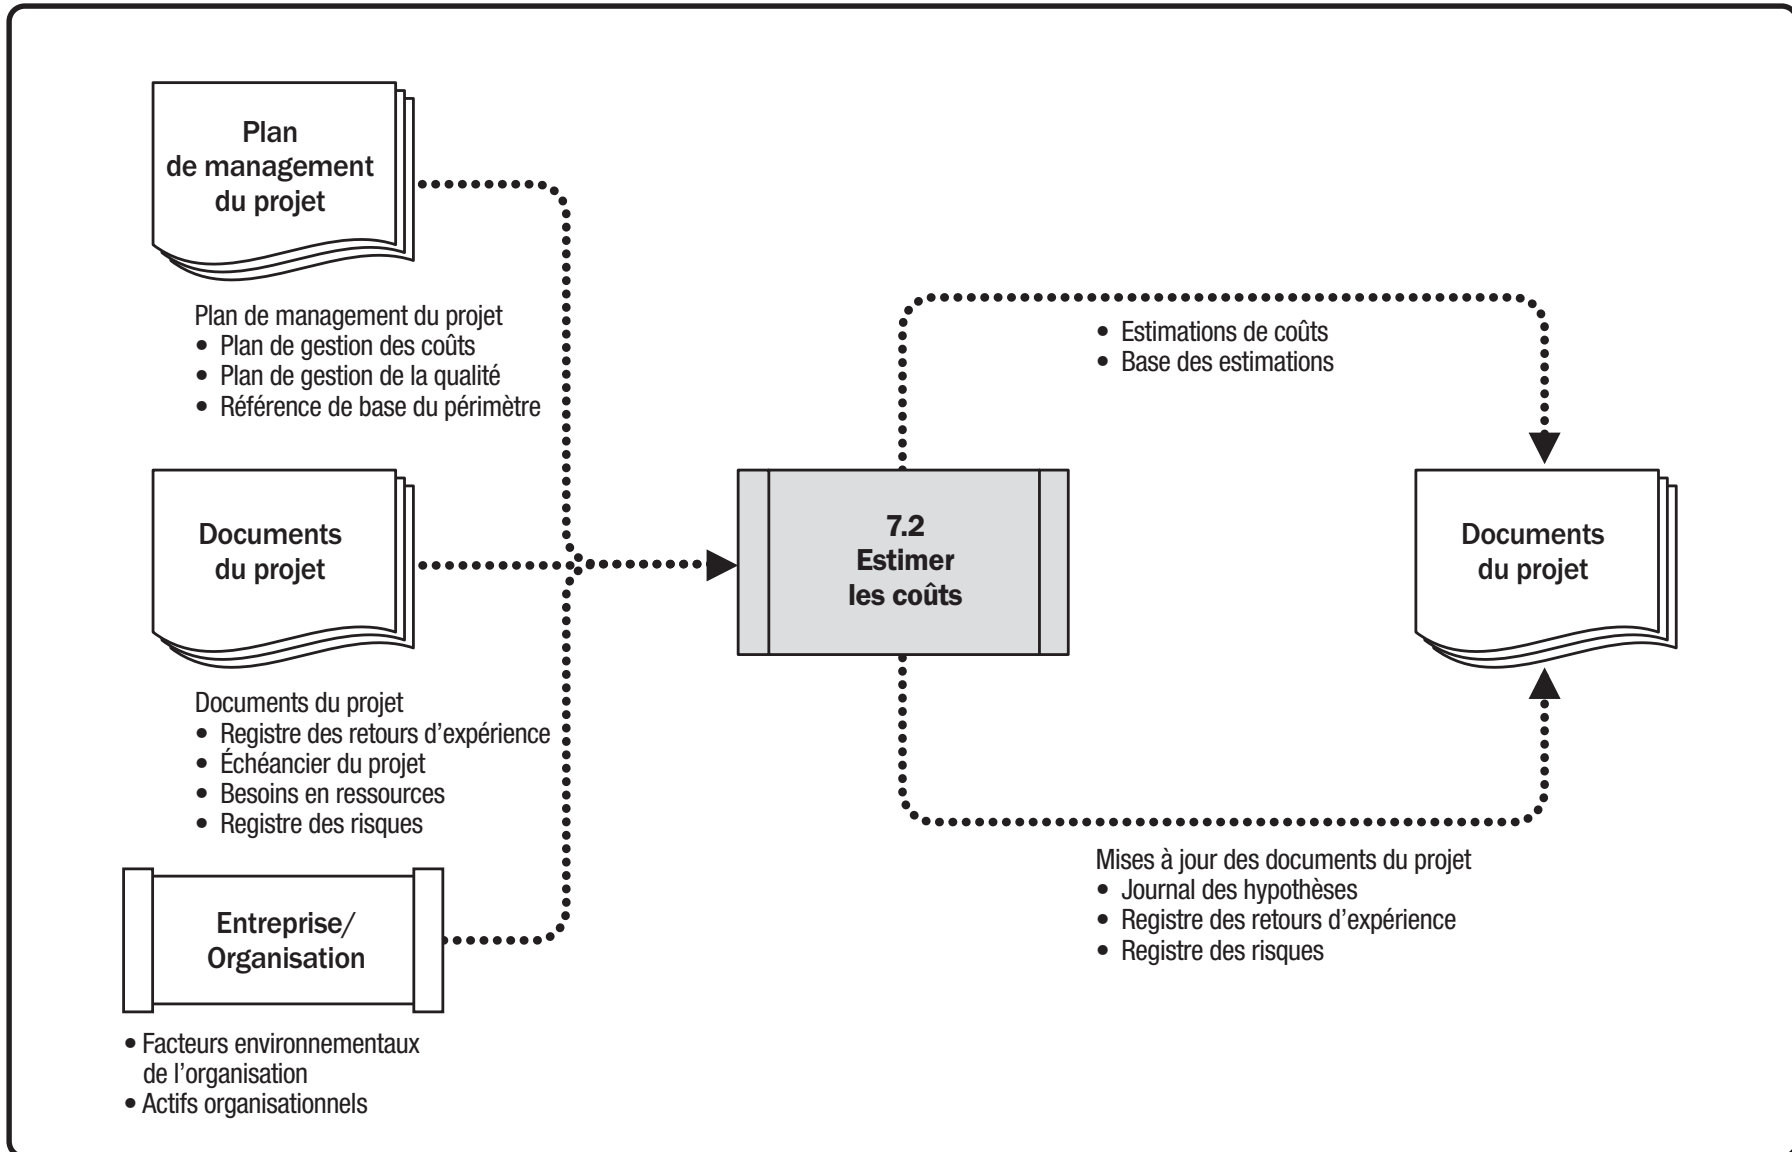 Plan
de management
du projet
Plan de management du projet
• Plan de gestion des coûts
• Plan de gestion de la qualité
• Référence de base du périmètre
Documents
du projet
Documents du projet
• Registre des retours d’expérience
• Échéancier du projet
• Besoins en ressources
• Registre des risques
Entreprise/
Organisation
• Facteurs environnementaux
de l’organisation
• Actifs organisationnels
7.2
Estimer
les coûts
• Estimations de coûts
• Base des estimations
Documents
du projet
Mises à jour des documents du projet
• Journal des hypothèses
• Registre des retours d’expérience
• Registre des risques